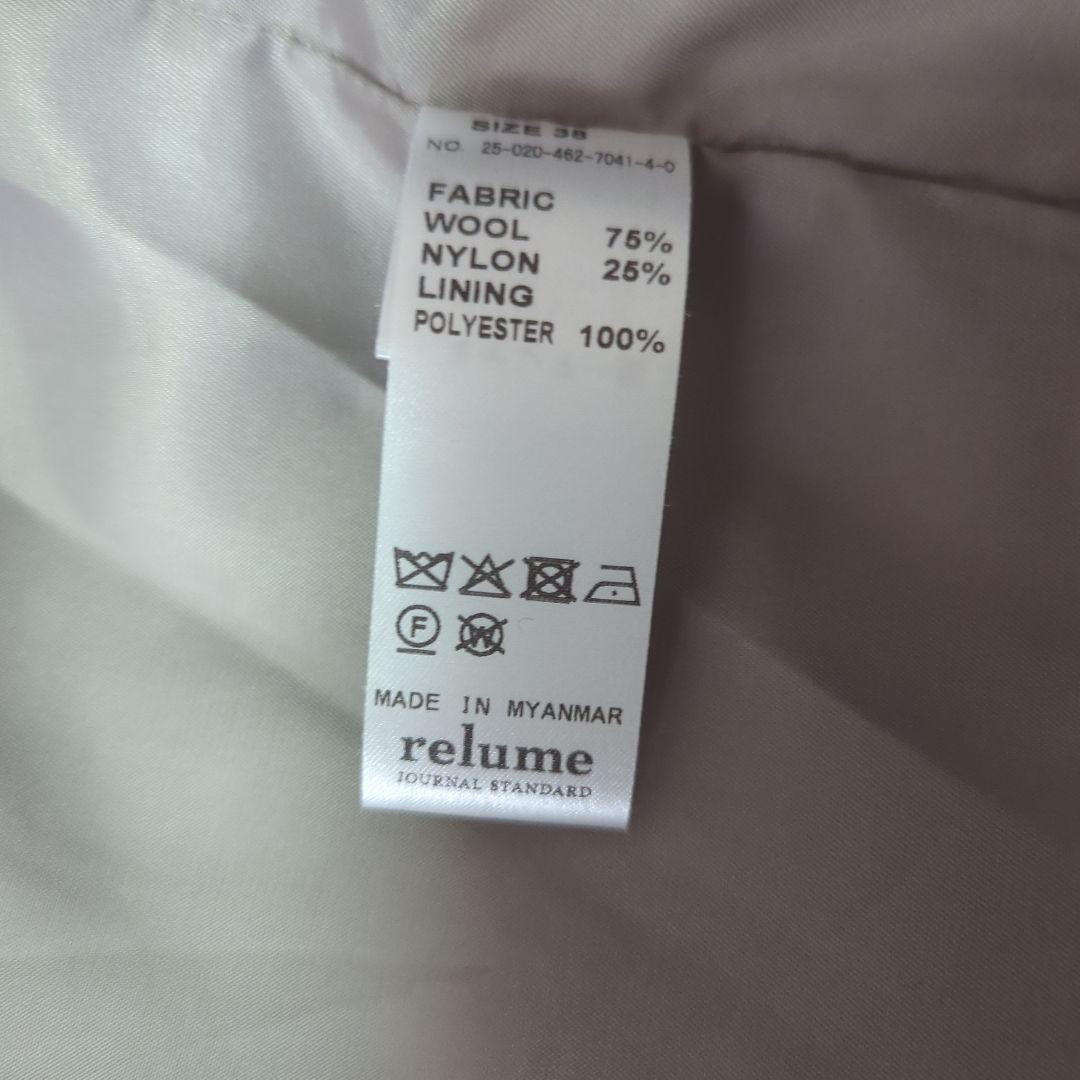 SIZE 38
NO. 25-020-462-7041-4-0
FABRIC
WOOL 75%
NYLON 25%
LINING
POLYESTER 100%
F W
MADE IN MYANMAR
relume
JOURNAL STANDARD